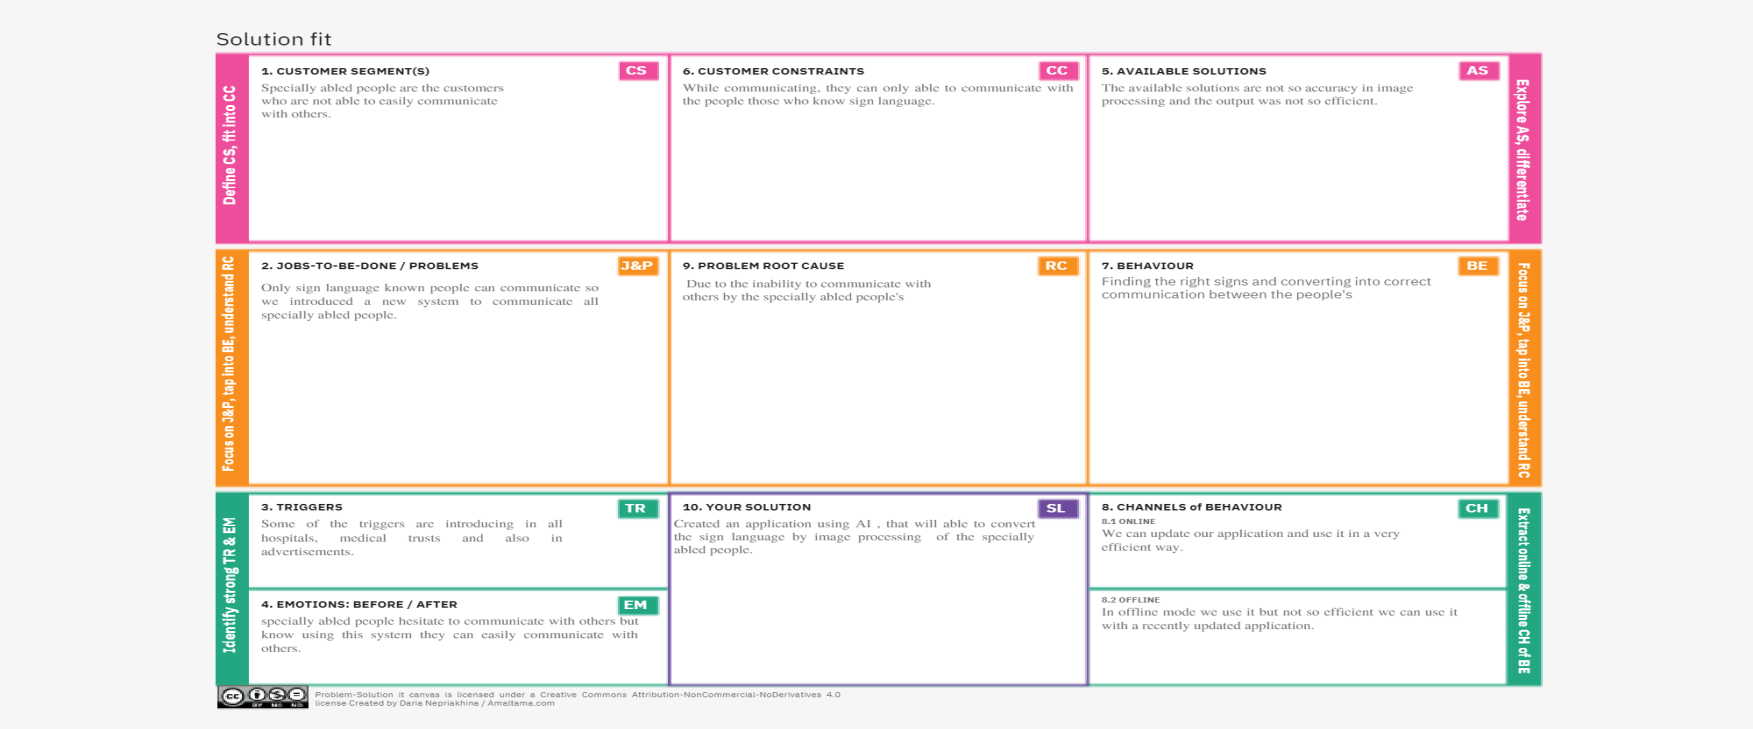 Solution fit
Define CS, fit into CC
1. CUSTOMER SEGMENT(S)
CS
Specially abled people are the customers
who are not able to easily communicate
with others.
6. CUSTOMER CONSTRAINTS
CC
While communicating, they can only able to communicate with
the people those who know sign language.
5. AVAILABLE SOLUTIONS
AS
The available solutions are not so accuracy in image
processing and the output was not so efficient.
Explore AS, differentiate
Focus on J&P, tap into BE, understand RC
2. JOBS-TO-BE-DONE / PROBLEMS
J&P
Only sign language known people can communicate so
we introduced a new system to communicate all
specially abled people.
9. PROBLEM ROOT CAUSE
RC
Due to the inability to communicate with
others by the specially abled people's
7. BEHAVIOUR
BE
Finding the right signs and converting into correct
communication between the people's
Focus on J&P, tap into BE, understand RC
Identify strong TR & EM
3. TRIGGERS
TR
Some of the triggers are introducing in all
hospitals, medical trusts and also in
advertisements.
4. EMOTIONS: BEFORE / AFTER
EM
specially abled people hesitate to communicate with others but
know using this system they can easily communicate with
others.
10. YOUR SOLUTION
SL
Created an application using AI , that will able to convert
the sign language by image processing of the specially
abled people.
8. CHANNELS of BEHAVIOUR
CH
8.1 ONLINE
We can update our application and use it in a very
efficient way.
8.2 OFFLINE
In offline mode we use it but not so efficient we can use it
with a recently updated application.
Extract online & offline CH of BE
cc
BY NC ND
Problem-Solution it canvas is licensed under a Creative Commons Attribution-NonCommercial-NoDerivatives 4.0
license Created by Daria Nepriakhina / Amaltama.com